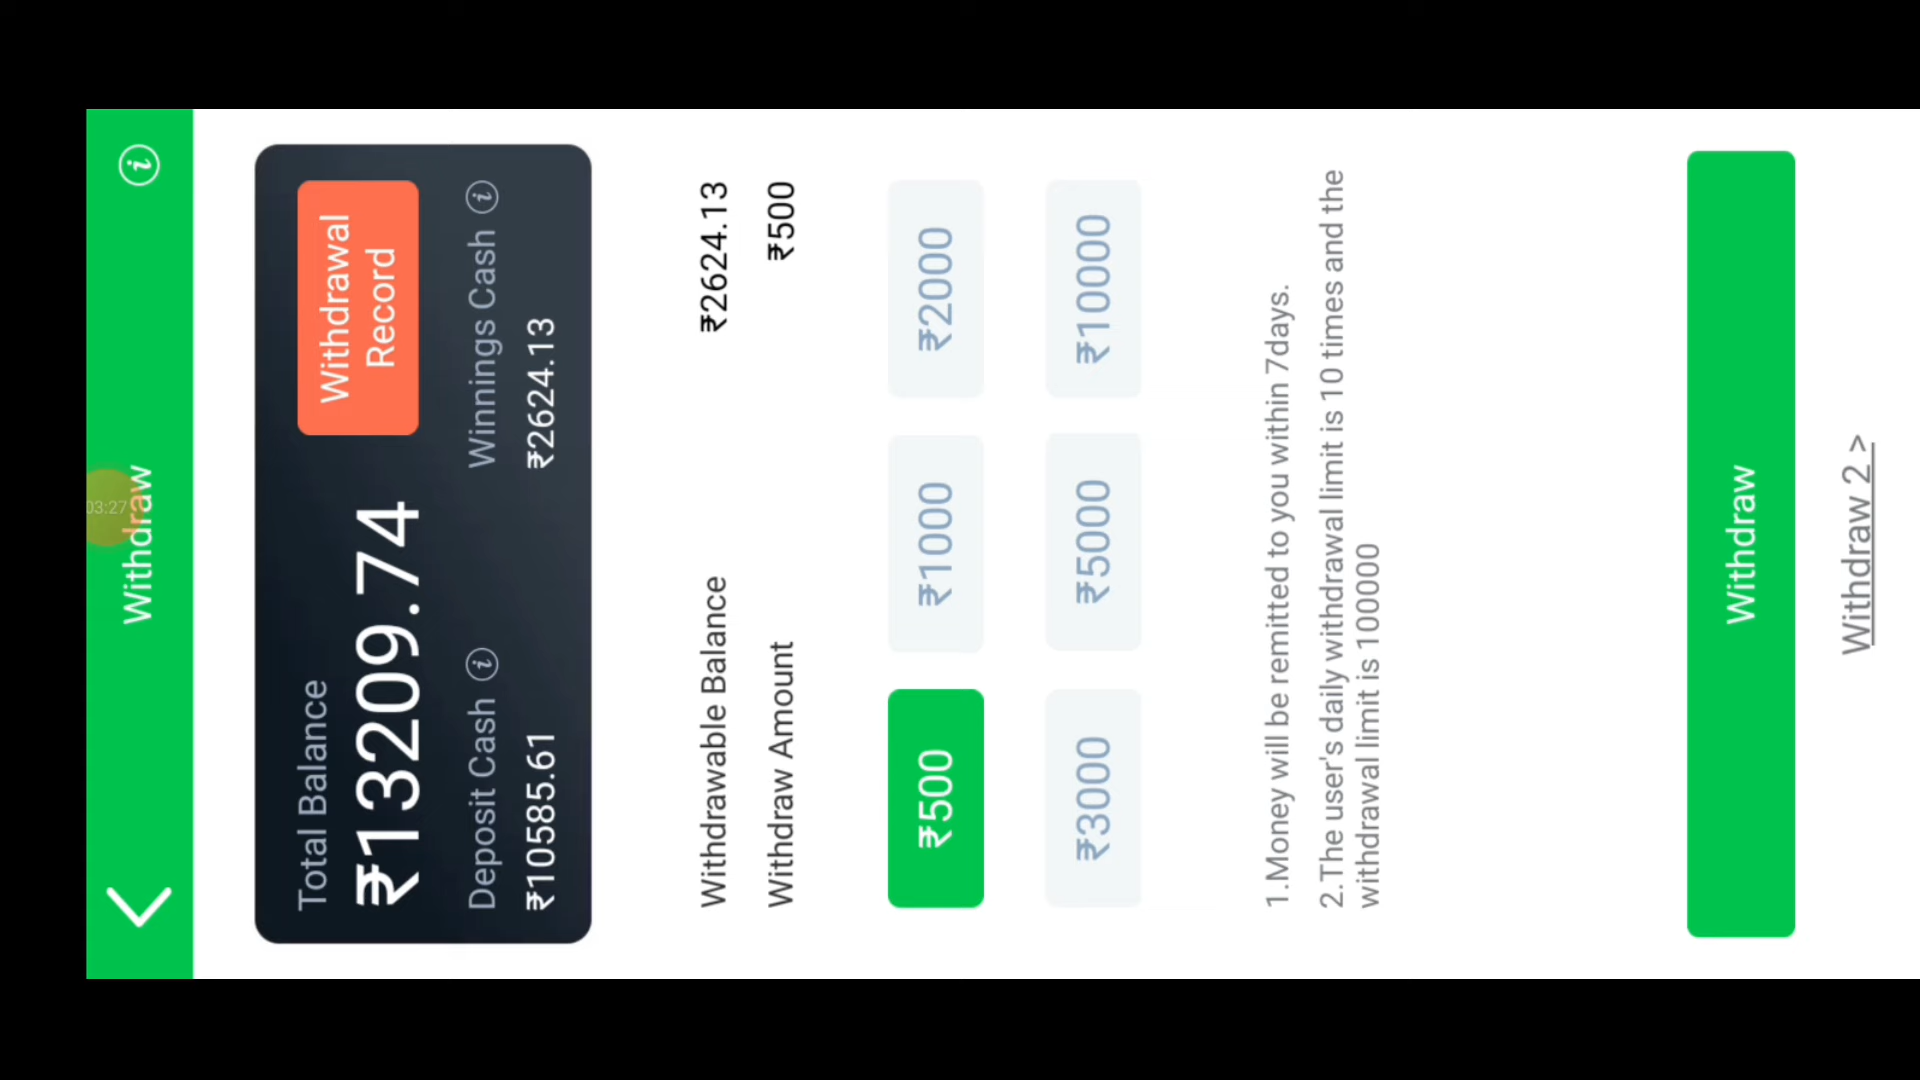 Withdraw
03:27
Total Balance
₹13209.74
Withdrawal
Record
Deposit Cash
Winnings Cash
₹10585.61
₹2624.13
Withdrawable Balance
₹2624.13
Withdraw Amount
₹500
₹500
₹1000
₹2000
₹3000
₹5000
₹10000
1.Money will be remitted to you within 7days.
2.The user's daily withdrawal limit is 10 times and the
withdrawal limit is 100000
Withdraw
Withdraw 2 >